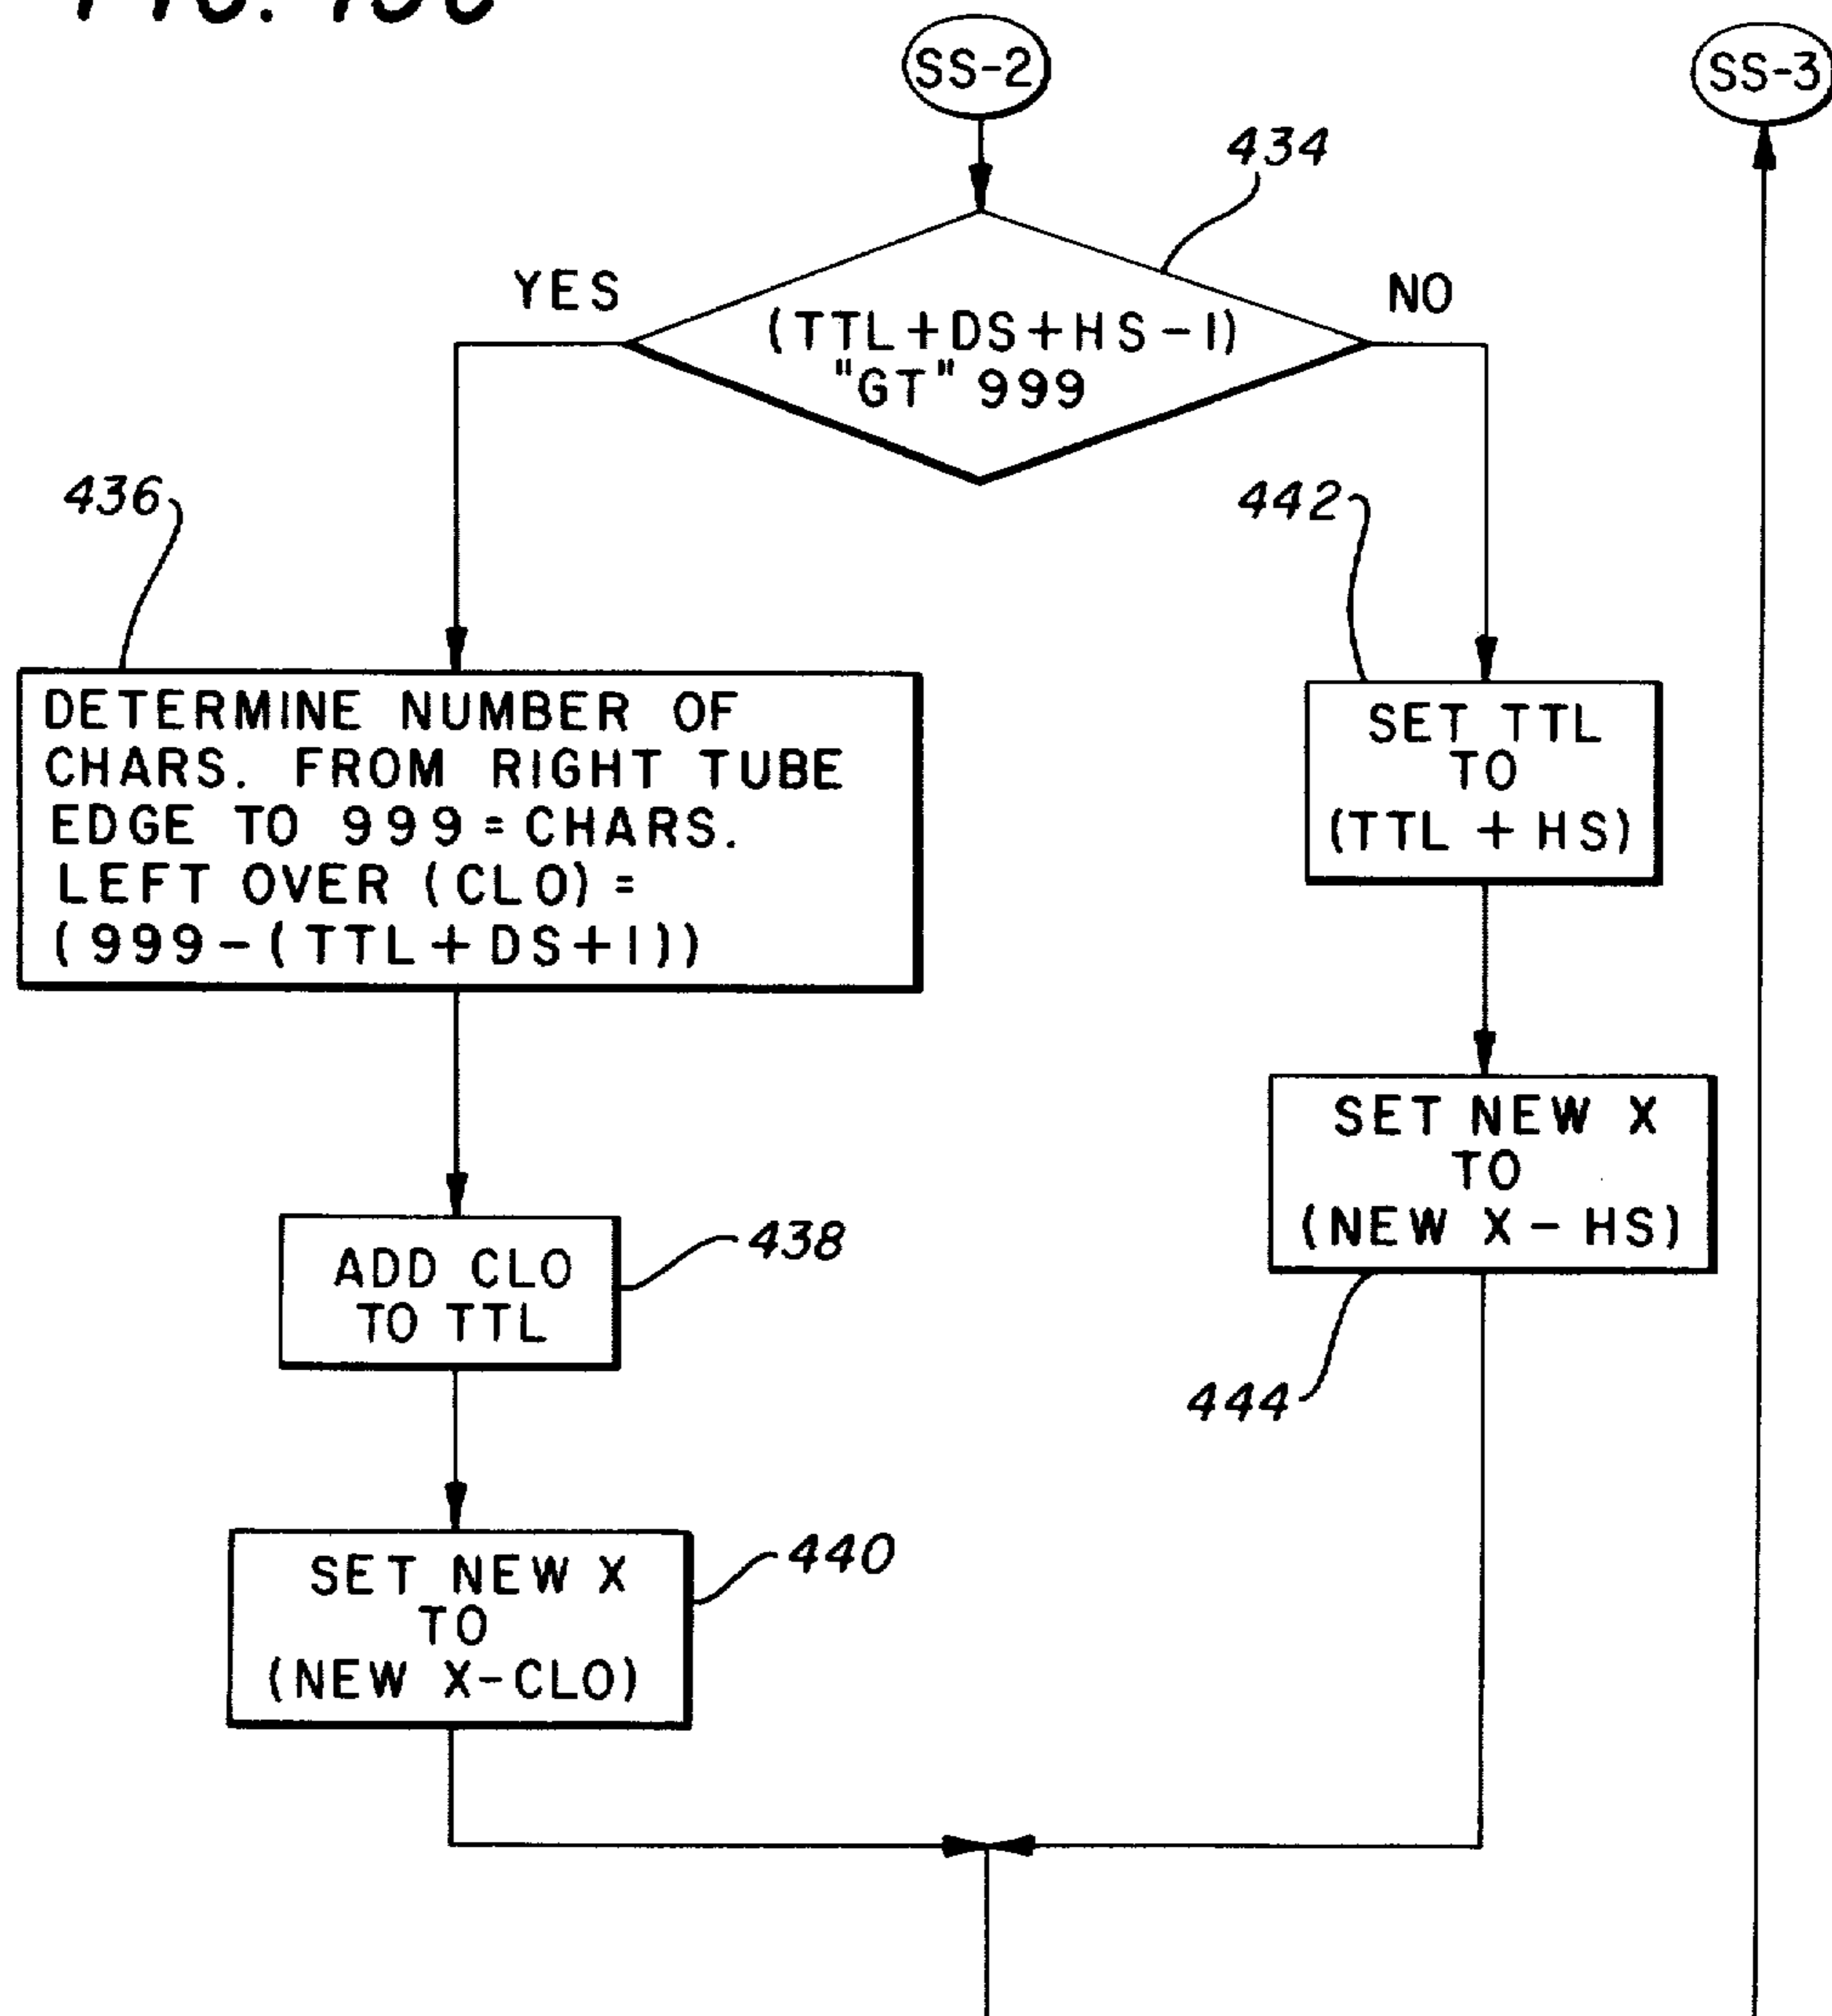 SS-2
SS-3
434
YES
NO
(TTL+DS+HS-1)
"GT" 999
436
442
DETERMINE NUMBER OF
CHARS. FROM RIGHT TUBE
EDGE TO 999 = CHARS.
LEFT OVER (CLO) =
(999-(TTL+DS+1))
SET TTL
TO
(TTL + HS)
SET NEW X
TO
(NEW X - HS)
ADD CLO
TO TTL
438
444
SET NEW X
TO
(NEW X-CLO)
440